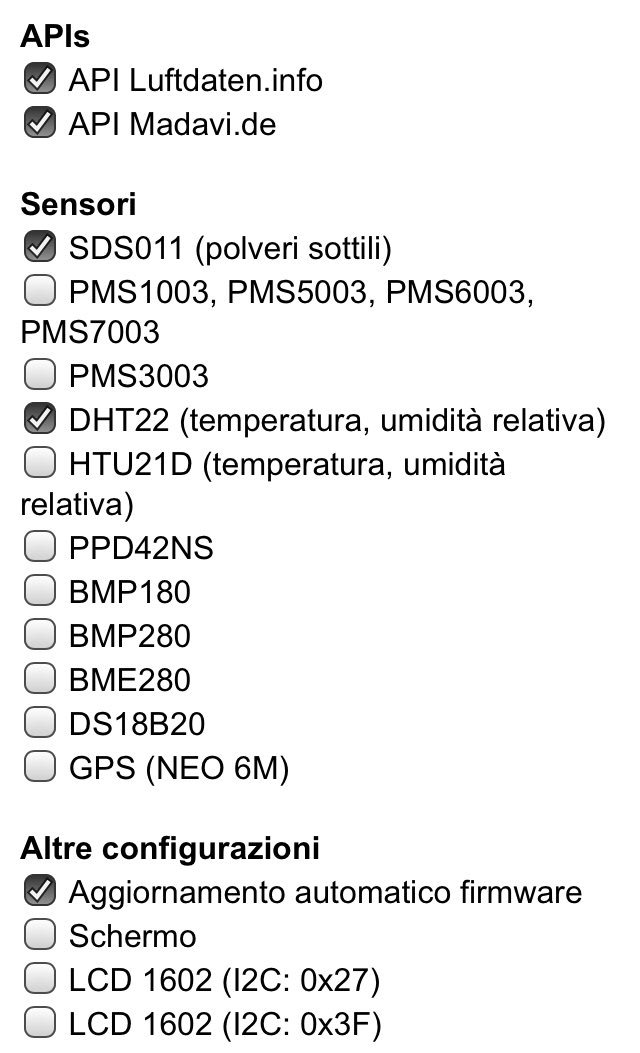 APIs
API Luftdaten.info
API Madavi.de
Sensori
SDS011 (polveri sottili)
PMS1003, PMS5003, PMS6003,
PMS7003
PMS3003
DHT22 (temperatura, umidità relativa)
HTU21D (temperatura, umidità
relativa)
PPD42NS
BMP180
BMP280
BME280
DS18B20
GPS (NEO 6M)
Altre configurazioni
Aggiornamento automatico firmware
Schermo
LCD 1602 (I2C: 0x27)
LCD 1602 (I2C: 0x3F)